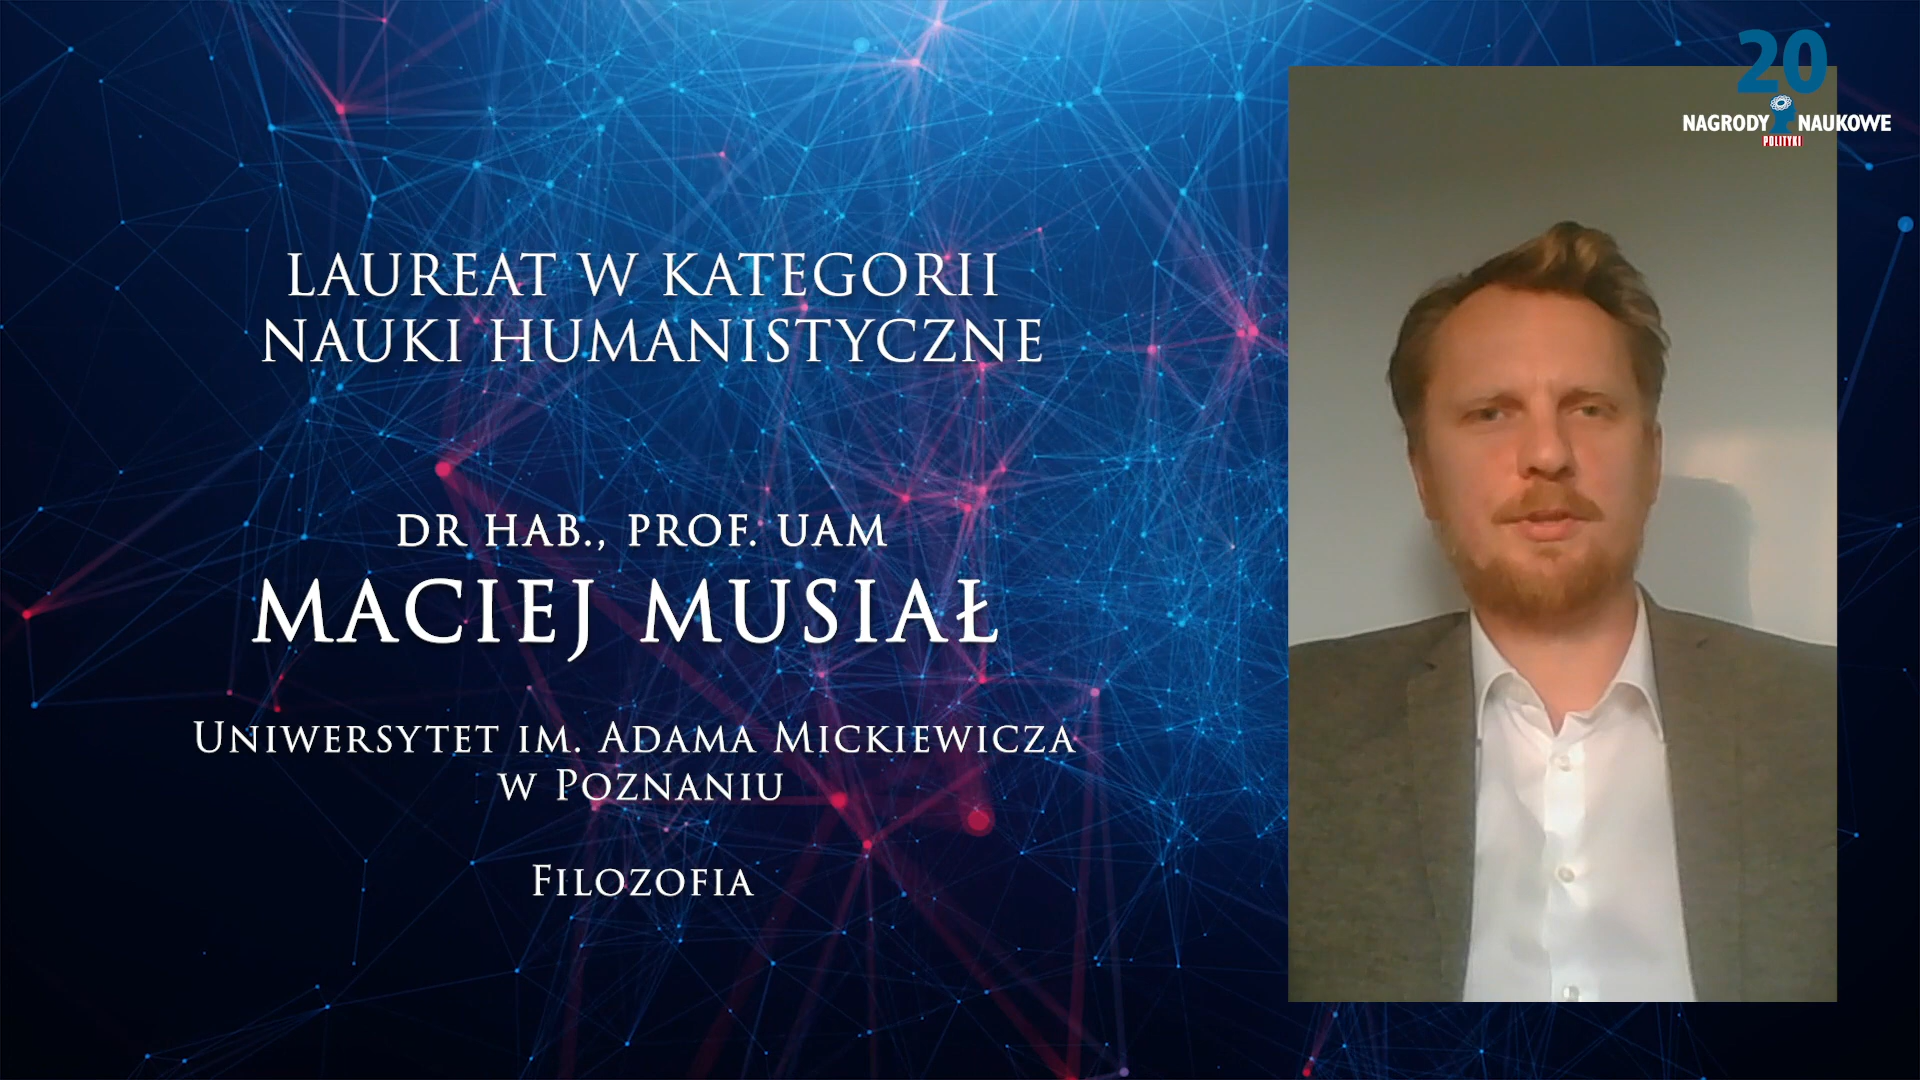 20
NAGRODY NAUKOWE
POLITYKI
LAUREAT W KATEGORII
NAUKI HUMANISTYCZNE
DR HAB., PROF. UAM
MACIEJ MUSIAŁ
UNIWERSYTET IM. ADAMA MICKIEWICZA
W POZNANIU
FILOZOFIA